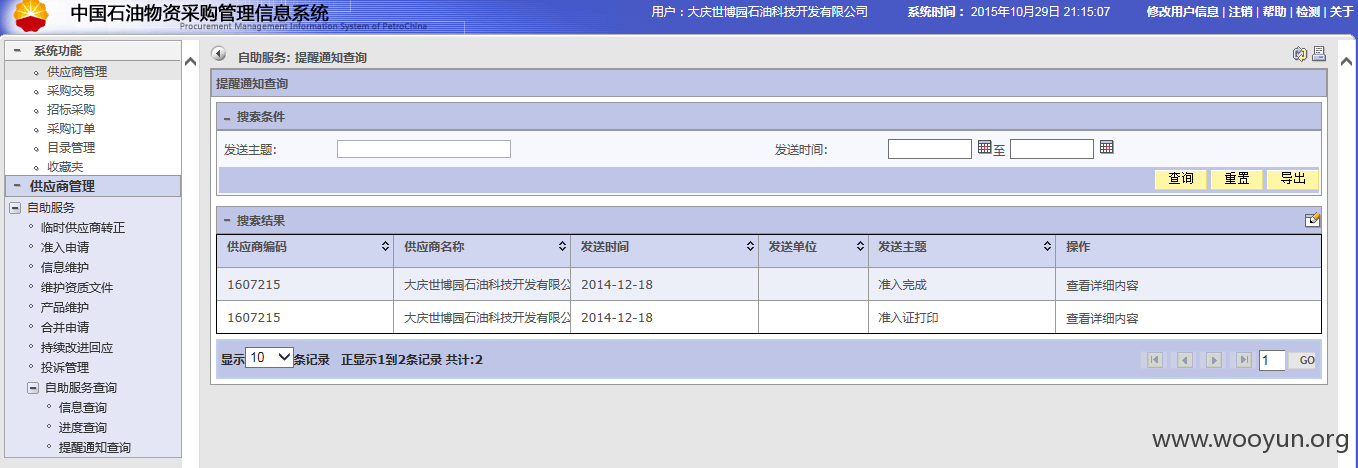 中国石油物资采购管理信息系统
Procurement Management Information System of PetroChina
用户：大庆世博园石油科技开发有限公司 系统时间： 2015年10月29日 21:15:07 修改用户信息 | 注销 | 帮助 | 检测 | 关于
系统功能
供应商管理
采购交易
招标采购
采购订单
目录管理
收藏夹
供应商管理
自助服务
临时供应商转正
准入申请
信息维护
维护资质文件
产品维护
合并申请
持续改进回应
投诉管理
自助服务查询
信息查询
进度查询
提醒通知查询
自助服务: 提醒通知查询
提醒通知查询
搜索条件
发送主题: 发送时间: 至
查询 重置 导出
搜索结果
供应商编码 供应商名称 发送时间 发送单位 发送主题 操作
1607215 大庆世博园石油科技开发有限公 2014-12-18 准入完成 查看详细内容
1607215 大庆世博园石油科技开发有限公 2014-12-18 准入证打印 查看详细内容
显示 10 条记录 正显示1到2条记录 共计:2 1 GO
www.wooyun.org